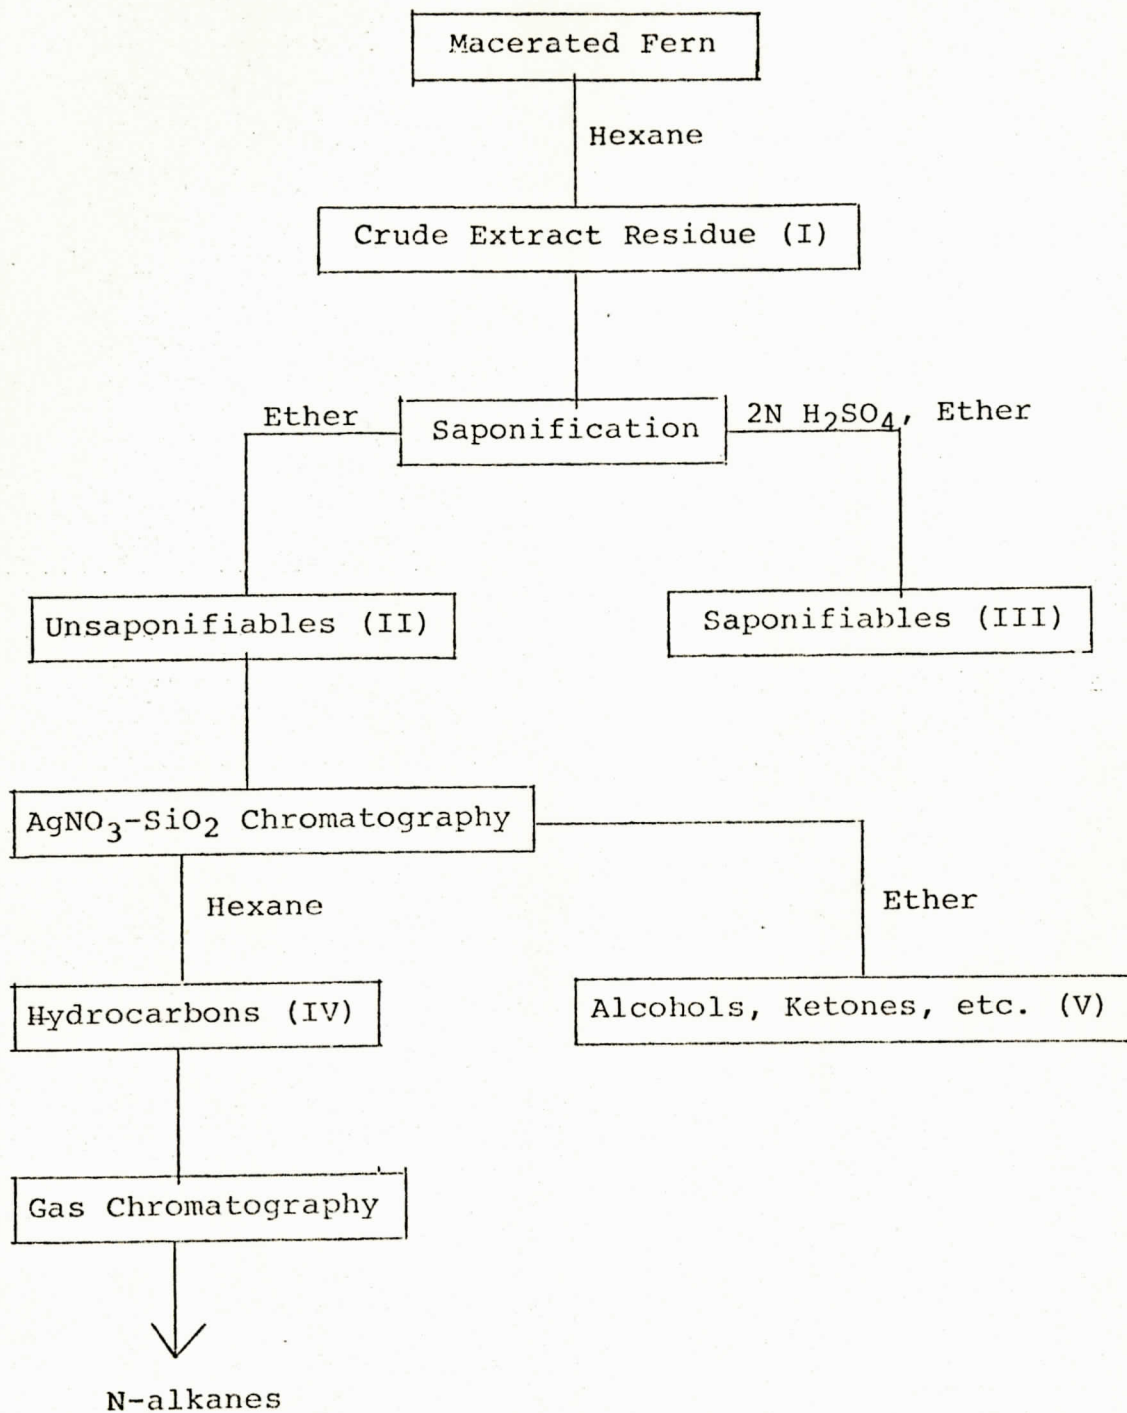 Macerated Fern
Hexane
Crude Extract Residue (I)
Ether
Saponification
2N H₂SO₄, Ether
Unsaponifiables (II)
Saponifiables (III)
AgNO₃-SiO₂ Chromatography
Hexane
Ether
Hydrocarbons (IV)
Alcohols, Ketones, etc. (V)
Gas Chromatography
N-alkanes